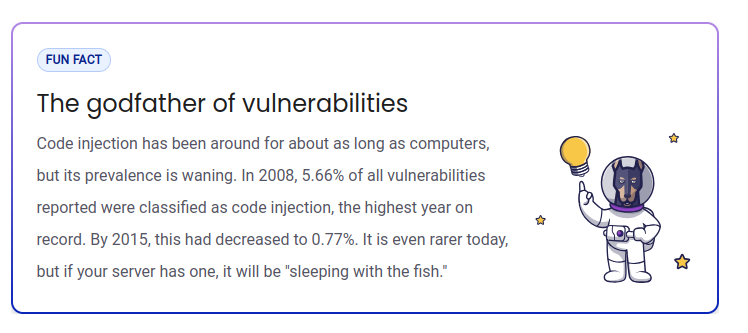 FUN FACT
The godfather of vulnerabilities
Code injection has been around for about as long as computers,
but its prevalence is waning. In 2008, 5.66% of all vulnerabilities
reported were classified as code injection, the highest year on
record. By 2015, this had decreased to 0.77%. It is even rarer today,
but if your server has one, it will be "sleeping with the fish."